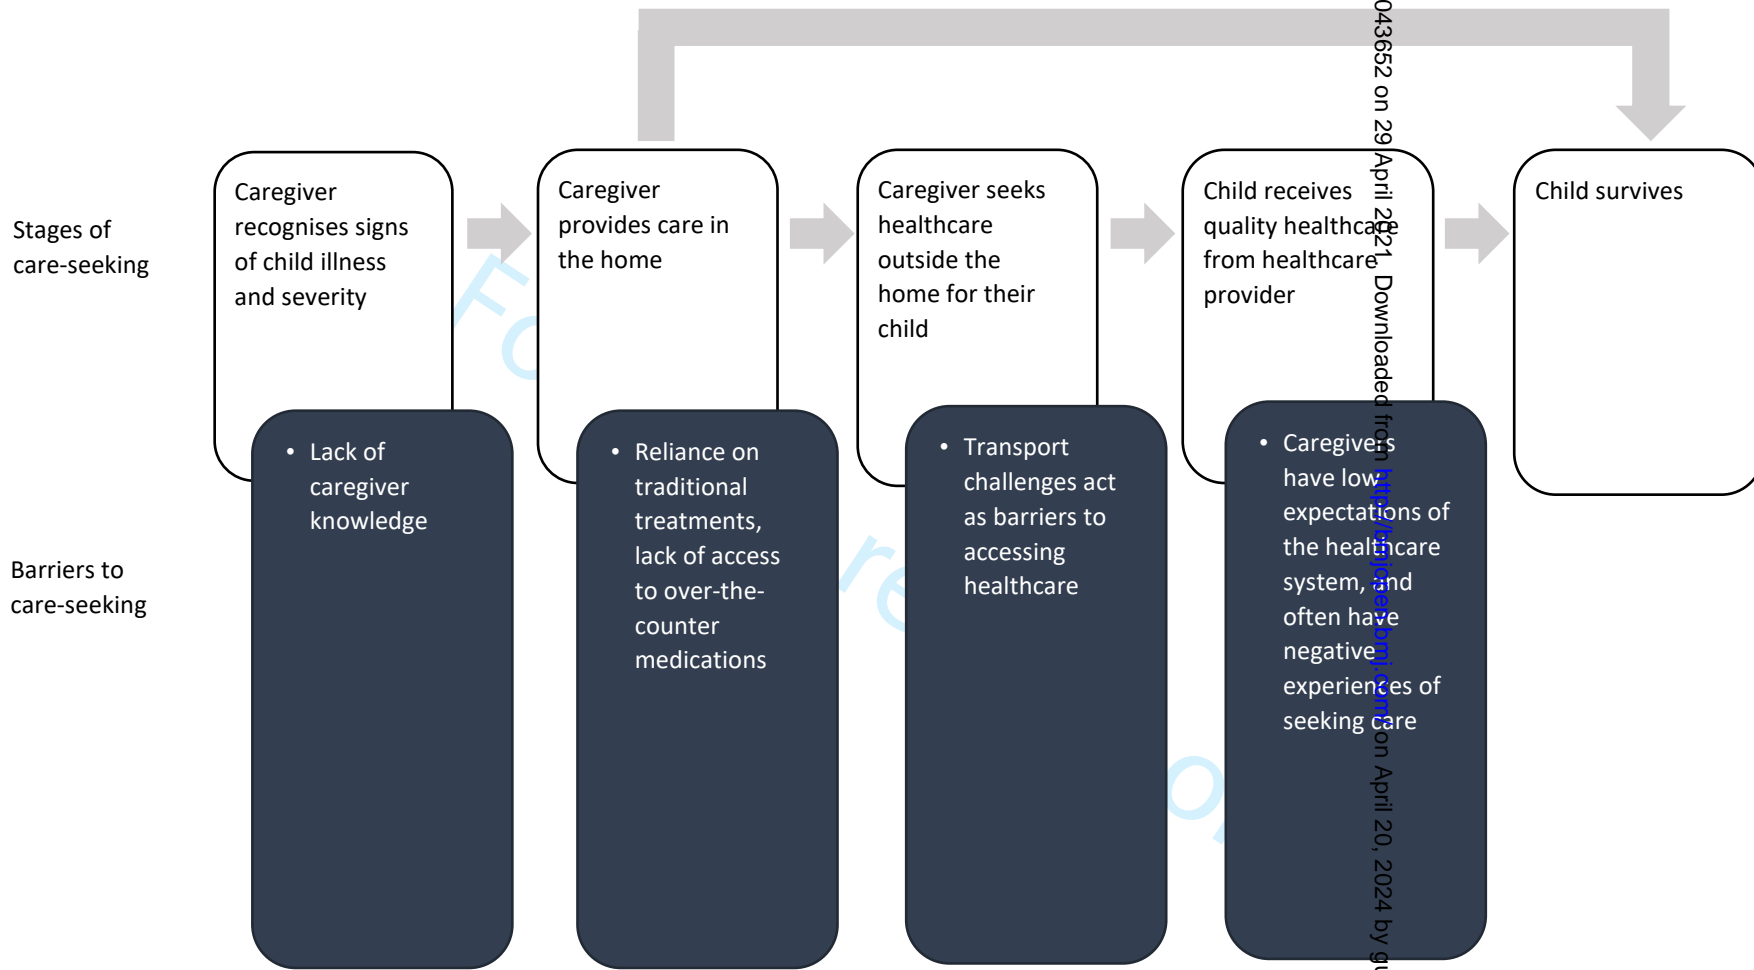 Stages of
care-seeking
Caregiver
recognises signs
of child illness
and severity
Caregiver
provides care in
the home
Caregiver seeks
healthcare
outside the
home for their
child
Child receives
quality healthcare
from healthcare
provider
Child survives
Barriers to
care-seeking
• Lack of
caregiver
knowledge
• Reliance on
traditional
treatments,
lack of access
to over-the-
counter
medications
• Transport
challenges act
as barriers to
accessing
healthcare
• Caregivers
have low
expectations of
the healthcare
system, and
often have
negative
experiences of
seeking care
043652 on 29 April 2021. Downloaded from http://bmjopen.bmj.com/ on April 20, 2024 by gu